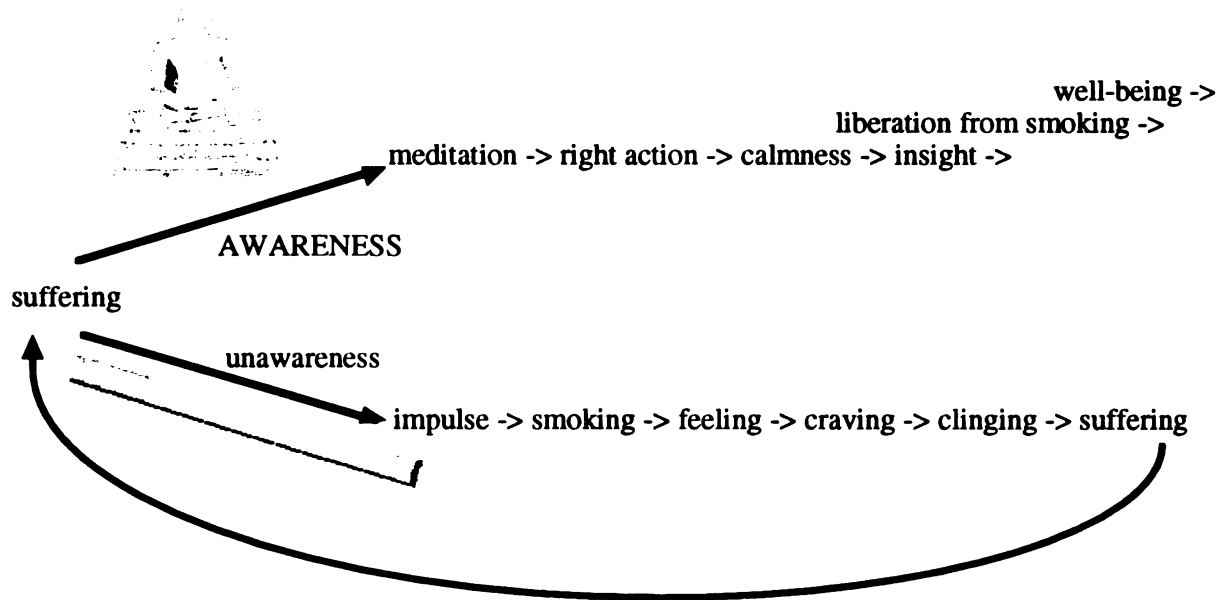 well-being ->
liberation from smoking ->
meditation -> right action -> calmness -> insight ->
AWARENESS
suffering
unawareness
impulse -> smoking -> feeling -> craving -> clinging -> suffering